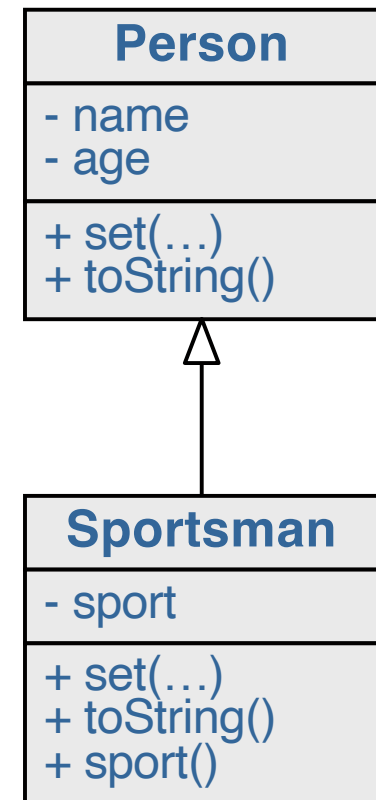 Person
- name
- age
+ set(…)
+ toString()
Sportsman
- sport
+ set(…)
+ toString()
+ sport()